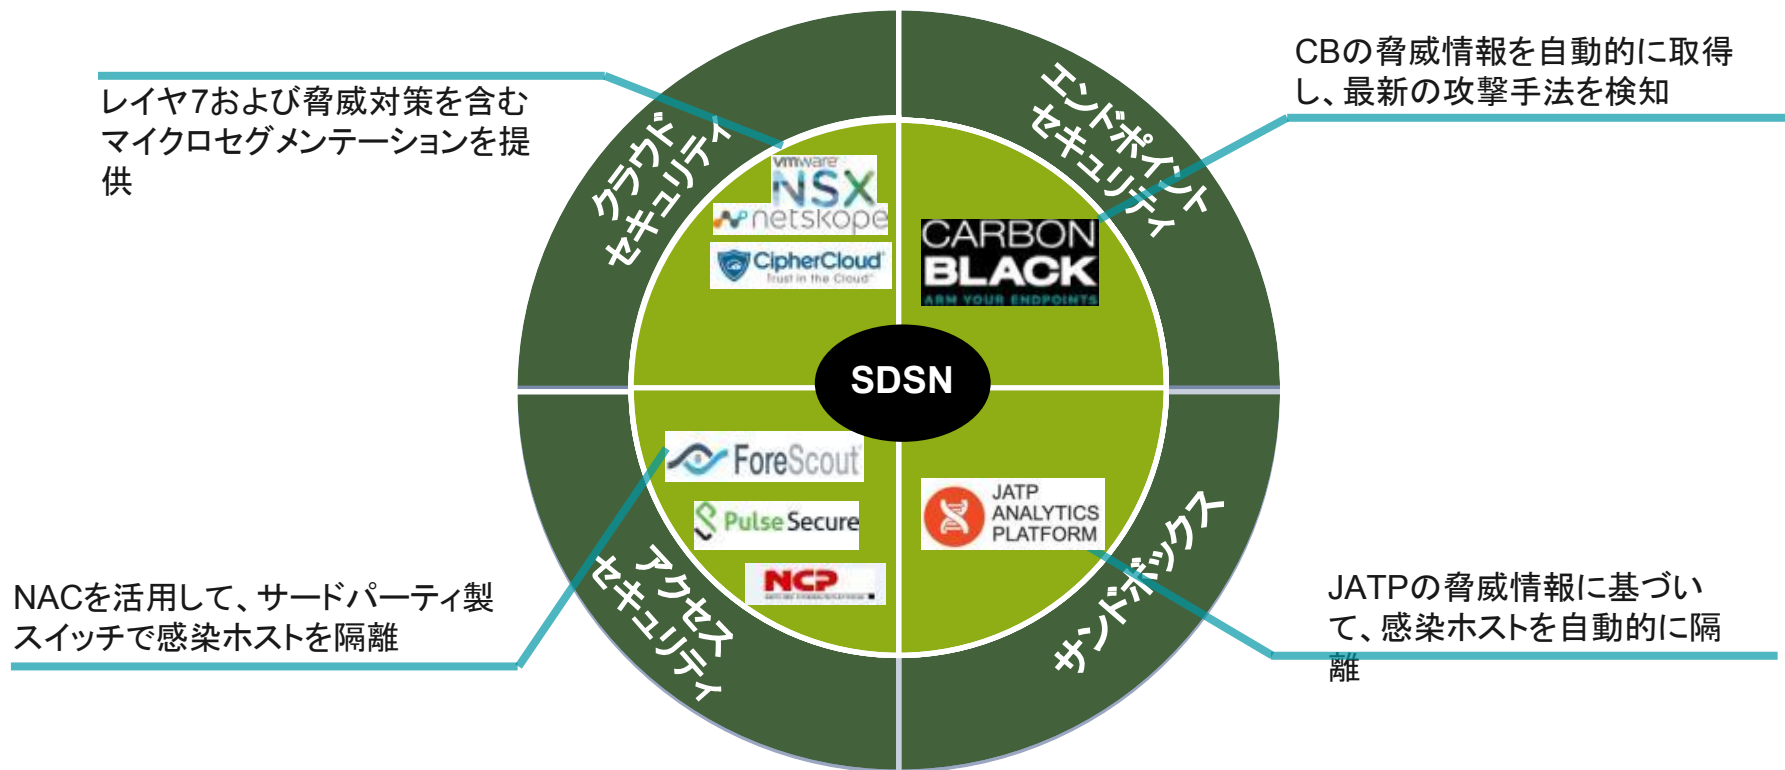 レイヤ7および脅威対策を含む
マイクロセグメンテーションを提
供
CBの脅威情報を自動的に取得
し、最新の攻撃手法を検知
クラウド
セキュリティ
エンドポイント
セキュリティ
vmware
NSX
netskope
CipherCloud
Trust in the Cloud
CARBON
BLACK
ARM YOUR ENDPOINTS
SDSN
ForeScout
Pulse Secure
NCP
JATP
ANALYTICS
PLATFORM
アクセス
セキュリティ
サンドボックス
NACを活用して、サードパーティ製
スイッチで感染ホストを隔離
JATPの脅威情報に基づい
て、感染ホストを自動的に隔
離